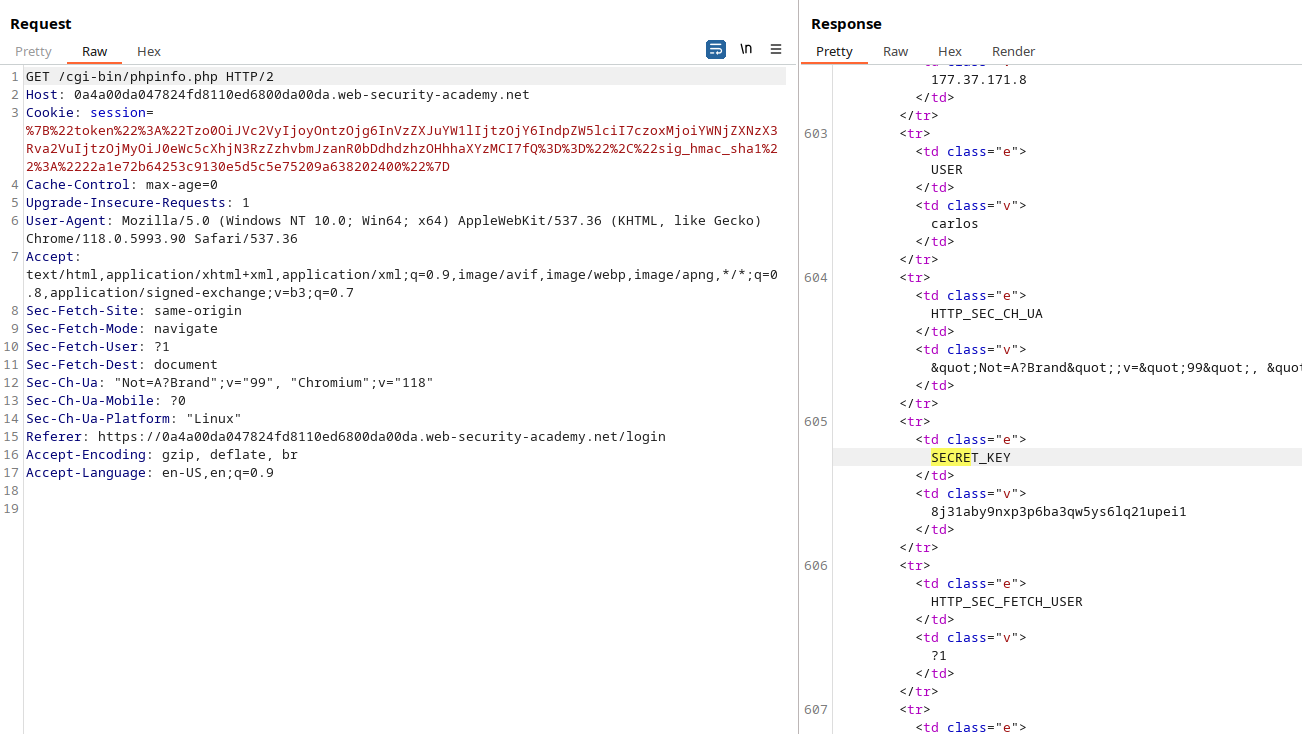 Request
Pretty Raw Hex
\n
1 GET /cgi-bin/phpinfo.php HTTP/2
2 Host: 0a4a00da047824fd8110ed6800da00da.web-security-academy.net
3 Cookie: session=
%7B%22token%22%3A%22Tzo0OiJVc2VyIjoyOntzOjg6InVzZXJuYW1lIjtzOjY6IndpZW5lciI7czoxMjoiYWNjZXNzX3
Rva2VuIjtzOjMyOiJ0eWc5cXhjN3RzZzhvbmJzanR0bDdhdzhzOHhhaXYzMCI7fQ%3D%3D%22%2C%22sig_hmac_sha1%2
2%3A%2222a1e72b64253c9130e5d5c5e75209a638202400%22%7D
4 Cache-Control: max-age=0
5 Upgrade-Insecure-Requests: 1
6 User-Agent: Mozilla/5.0 (Windows NT 10.0; Win64; x64) AppleWebKit/537.36 (KHTML, like Gecko)
Chrome/118.0.5993.90 Safari/537.36
7 Accept:
text/html,application/xhtml+xml,application/xml;q=0.9,image/avif,image/webp,image/apng,*/*;q=0
.8,application/signed-exchange;v=b3;q=0.7
8 Sec-Fetch-Site: same-origin
9 Sec-Fetch-Mode: navigate
10 Sec-Fetch-User: ?1
11 Sec-Fetch-Dest: document
12 Sec-Ch-Ua: "Not=A?Brand";v="99", "Chromium";v="118"
13 Sec-Ch-Ua-Mobile: ?0
14 Sec-Ch-Ua-Platform: "Linux"
15 Referer: https://0a4a00da047824fd8110ed6800da00da.web-security-academy.net/login
16 Accept-Encoding: gzip, deflate, br
17 Accept-Language: en-US,en;q=0.9
18
19
Response
Pretty Raw Hex Render
177.37.171.8
</td>
</tr>
603 <tr>
<td class="e">
USER
</td>
<td class="v">
carlos
</td>
</tr>
604 <tr>
<td class="e">
HTTP_SEC_CH_UA
</td>
<td class="v">
&quot;Not=A?Brand&quot;;v=&quot;99&quot;, &quot
</td>
</tr>
605 <tr>
<td class="e">
SECRET_KEY
</td>
<td class="v">
8j31aby9nxp3p6ba3qw5ys6lq21upei1
</td>
</tr>
606 <tr>
<td class="e">
HTTP_SEC_FETCH_USER
</td>
<td class="v">
?1
</td>
</tr>
607 <tr>
<td class="e">